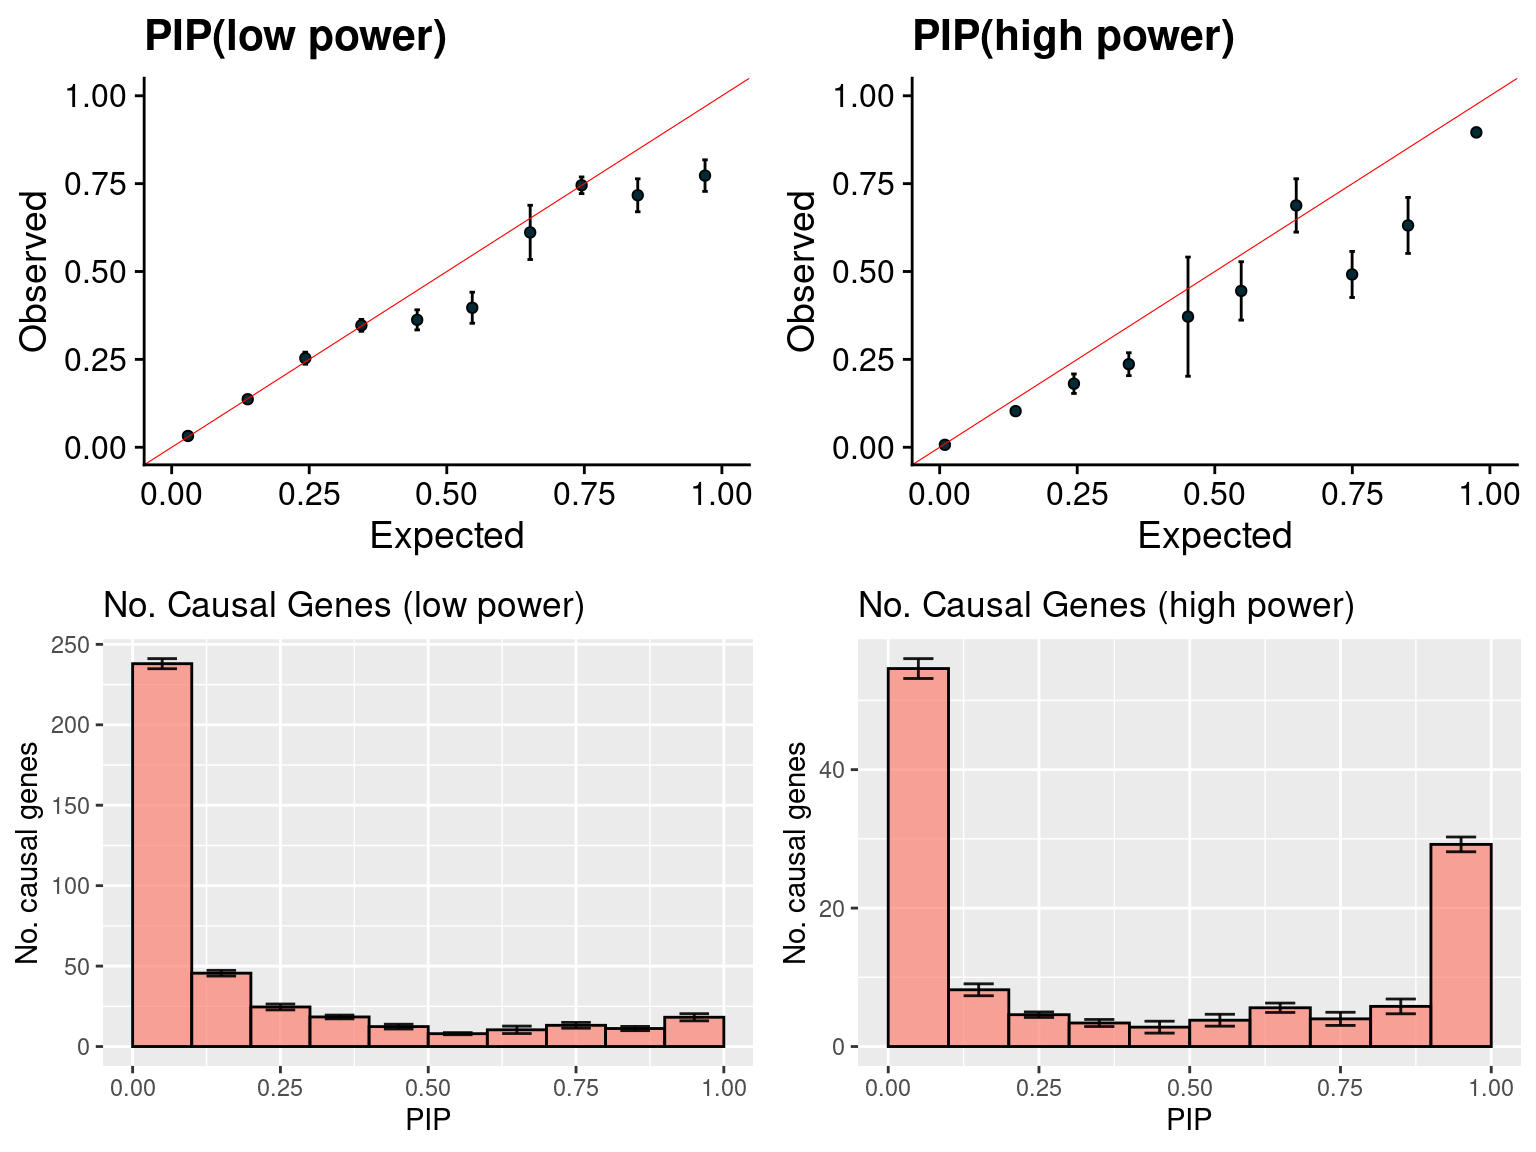 PIP(low power)
1.00
0.75
0.50
0.25
0.00
Observed
0.00 0.25 0.50 0.75 1.00
Expected
PIP(high power)
1.00
0.75
0.50
0.25
0.00
Observed
0.00 0.25 0.50 0.75 1.00
Expected
No. Causal Genes (low power)
250
200
150
100
50
0
No. causal genes
0.00 0.25 0.50 0.75 1.00
PIP
No. Causal Genes (high power)
40
20
0
No. causal genes
0.00 0.25 0.50 0.75 1.00
PIP